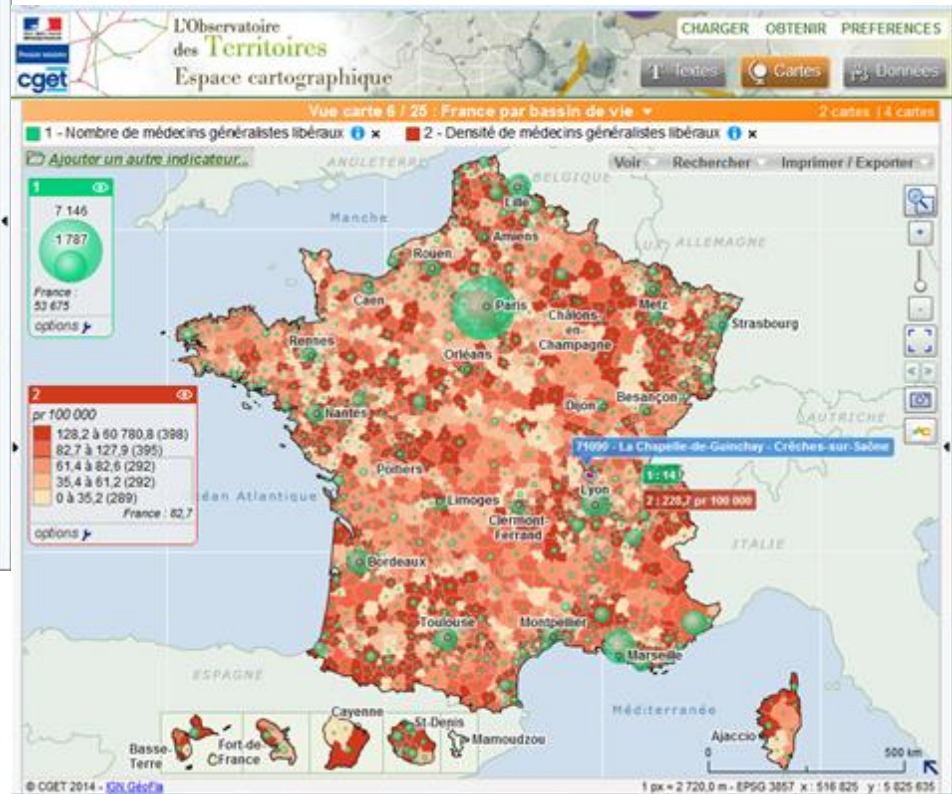 cget
L'Observatoire
des Territoires
Espace cartographique
CHARGER OBTENIR PREFERENCES
Textes Cartes Données
Vue carte 6 / 25 : France par bassin de vie
2 cartes | 4 cartes
1 - Nombre de médecins généralistes libéraux
2 - Densité de médecins généralistes libéraux
Ajouter un autre indicateur...
Voir Rechercher Imprimer / Exporter
1
7 146
1 787
France :
53 675
options
2
pr 100 000
128,2 à 60 780,8 (398)
82,7 à 127,9 (395)
61,4 à 82,6 (292)
35,4 à 61,2 (292)
0 à 35,2 (289)
France : 82,7
options
ANGLETERRE
BELGIQUE
Manche
Lille
ALLEMAGNE
Amiens
Rouen
Caen
Paris
Metz
Châlons-
en-
Champagne
Strasbourg
Rennes
Orléans
Nantes
Dijon
Besançon
AUTRICHE
71090 - La Chapelle-de-Guinchay - Crêches-sur-Saône
1 : 14
2 : 228,7 pr 100 000
Poitiers
Lyon
Océan Atlantique
Limoges
Clermont-
Ferrand
ITALIE
Bordeaux
Toulouse
Montpellier
Marseille
ESPAGNE
Méditerranée
Cayenne
St-Denis
Mamoudzou
Basse-
Terre
Fort-de-
France
Ajaccio
0 500 km
© CGET 2014 - IGN GéoFla
1 px = 2 720,0 m - EPSG 3857 x : 516 825 y : 5 825 635